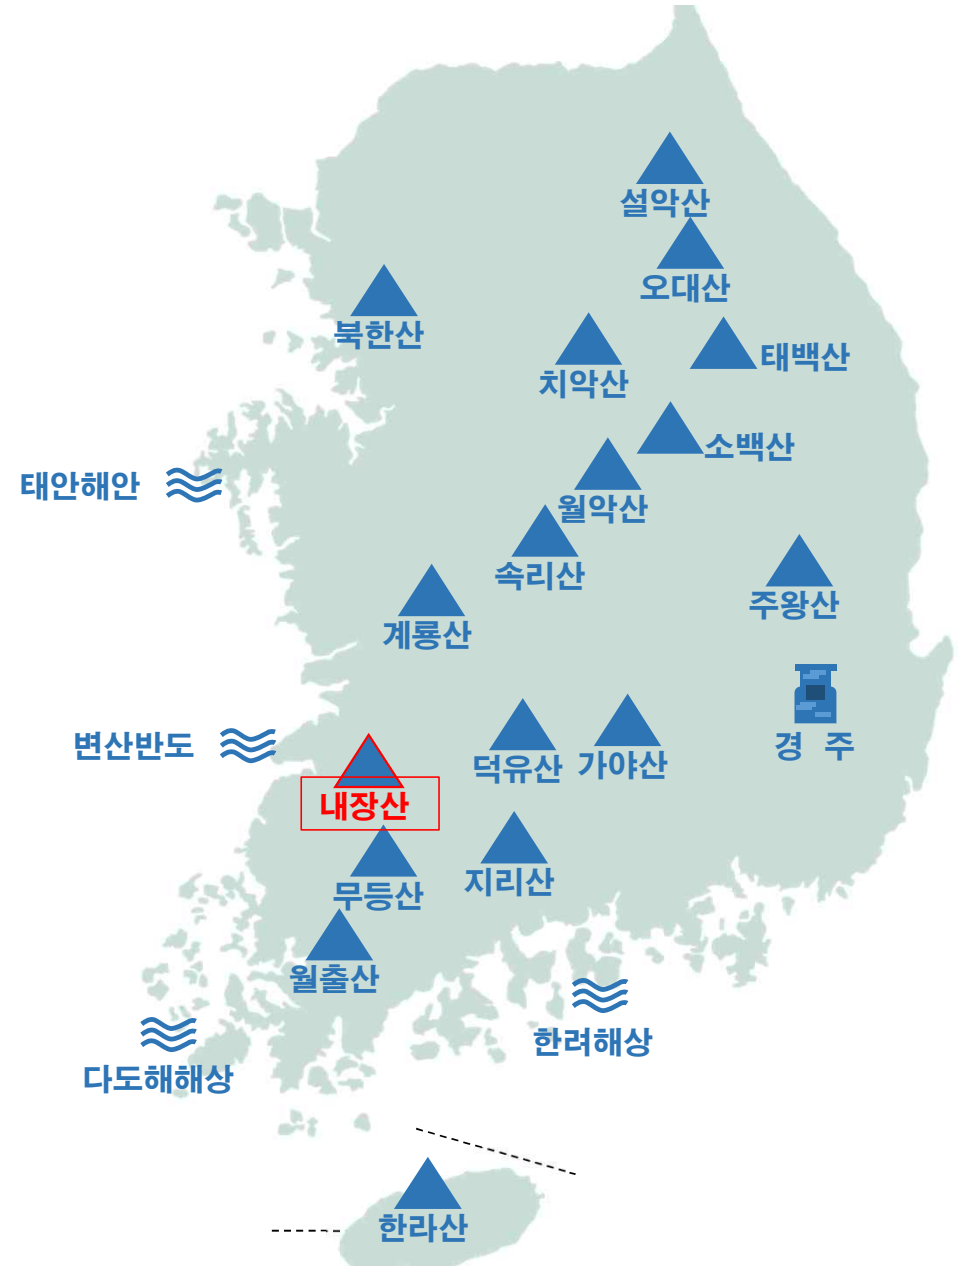 설악산
오대산
북한산
태백산
치악산
소백산
태안해안
월악산
속리산
주왕산
계룡산
변산반도
경 주
덕유산
가야산
내장산
지리산
무등산
월출산
한려해상
다도해해상
한라산